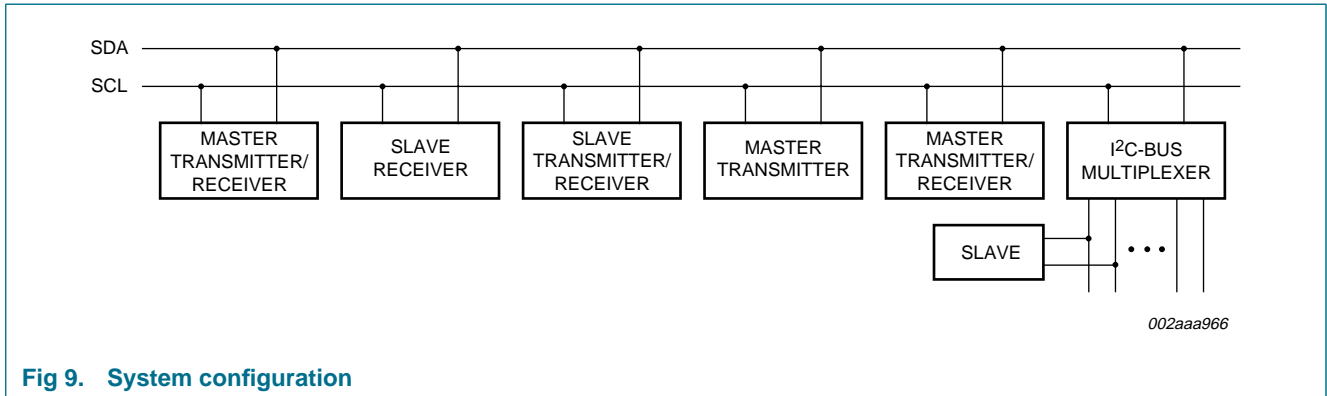 SDA
SCL
MASTER
TRANSMITTER/
RECEIVER
SLAVE
RECEIVER
SLAVE
TRANSMITTER/
RECEIVER
MASTER
TRANSMITTER
MASTER
TRANSMITTER/
RECEIVER
I²C-BUS
MULTIPLEXER
SLAVE
002aaa966
Fig 9. System configuration